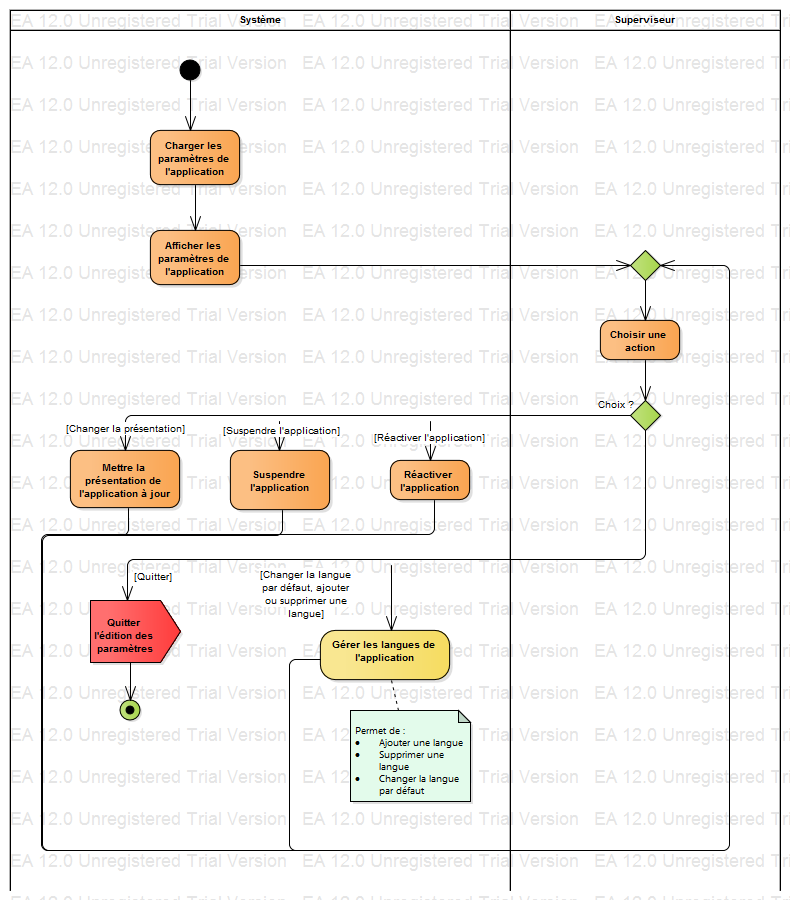 Système
Superviseur
Charger les
paramètres de
l'application
Afficher les
paramètres de
l'application
Choisir une
action
Choix ?
[Changer la présentation]
[Suspendre l'application]
[Réactiver l'application]
Mettre la
présentation de
l'application à jour
Suspendre
l'application
Réactiver
l'application
[Quitter]
[Changer la langue
par défaut, ajouter
ou supprimer une
langue]
Quitter
l'édition des
paramètres
Gérer les langues de
l'application
Permet de :
• Ajouter une langue
• Supprimer une
langue
• Changer la langue
par défaut
EA 12.0 Unregistered Trial Version